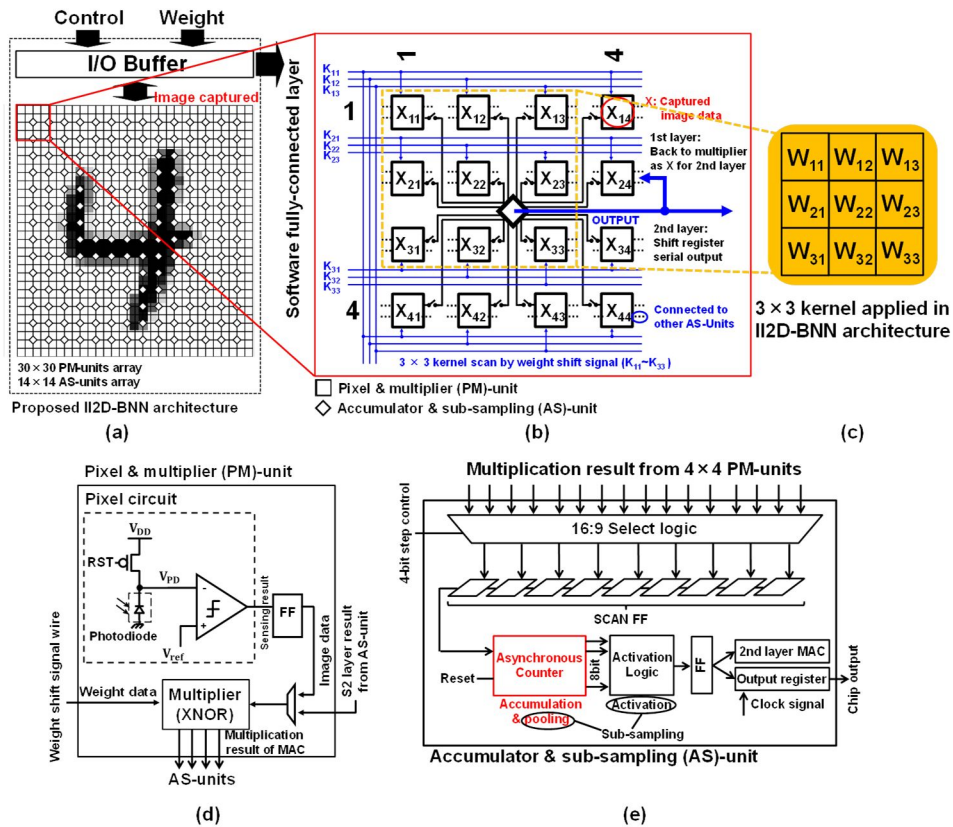 Control
Weight
I/O Buffer
Image captured
30×30 PM-units array
14×14 AS-units array
Proposed II2D-BNN architecture
(a)
Software fully-connected layer
1
4
K11
K12
K13
1
X11
X12
X13
X14
X: Captured
image data
K21
K22
K23
1st layer:
Back to multiplier
as X for 2nd layer
X21
X22
X23
X24
OUTPUT
2nd layer:
Shift register
serial output
X31
X32
X33
X34
K31
K32
K33
4
X41
X42
X43
X44
Connected to
other AS-Units
3 × 3 kernel scan by weight shift signal (K11~K33)
Pixel & multiplier (PM)-unit
Accumulator & sub-sampling (AS)-unit
(b)
W11
W12
W13
W21
W22
W23
W31
W32
W33
3×3 kernel applied in
II2D-BNN architecture
(c)
Pixel & multiplier (PM)-unit
Pixel circuit
VDD
RST
VPD
-
+
Photodiode
Vref
Sensing result
FF
Image data
S2 layer result
from AS-unit
Weight shift signal wire
Weight data
Multiplier
(XNOR)
Multiplication
result of MAC
AS-units
(d)
Multiplication result from 4×4 PM-units
4-bit step control
16:9 Select logic
SCAN FF
Reset
Asynchronous
Counter
8bit
Activation
Logic
FF
2nd layer MAC
Output register
Chip output
Accumulation
& pooling
Activation
Clock signal
Sub-sampling
Accumulator & sub-sampling (AS)-unit
(e)